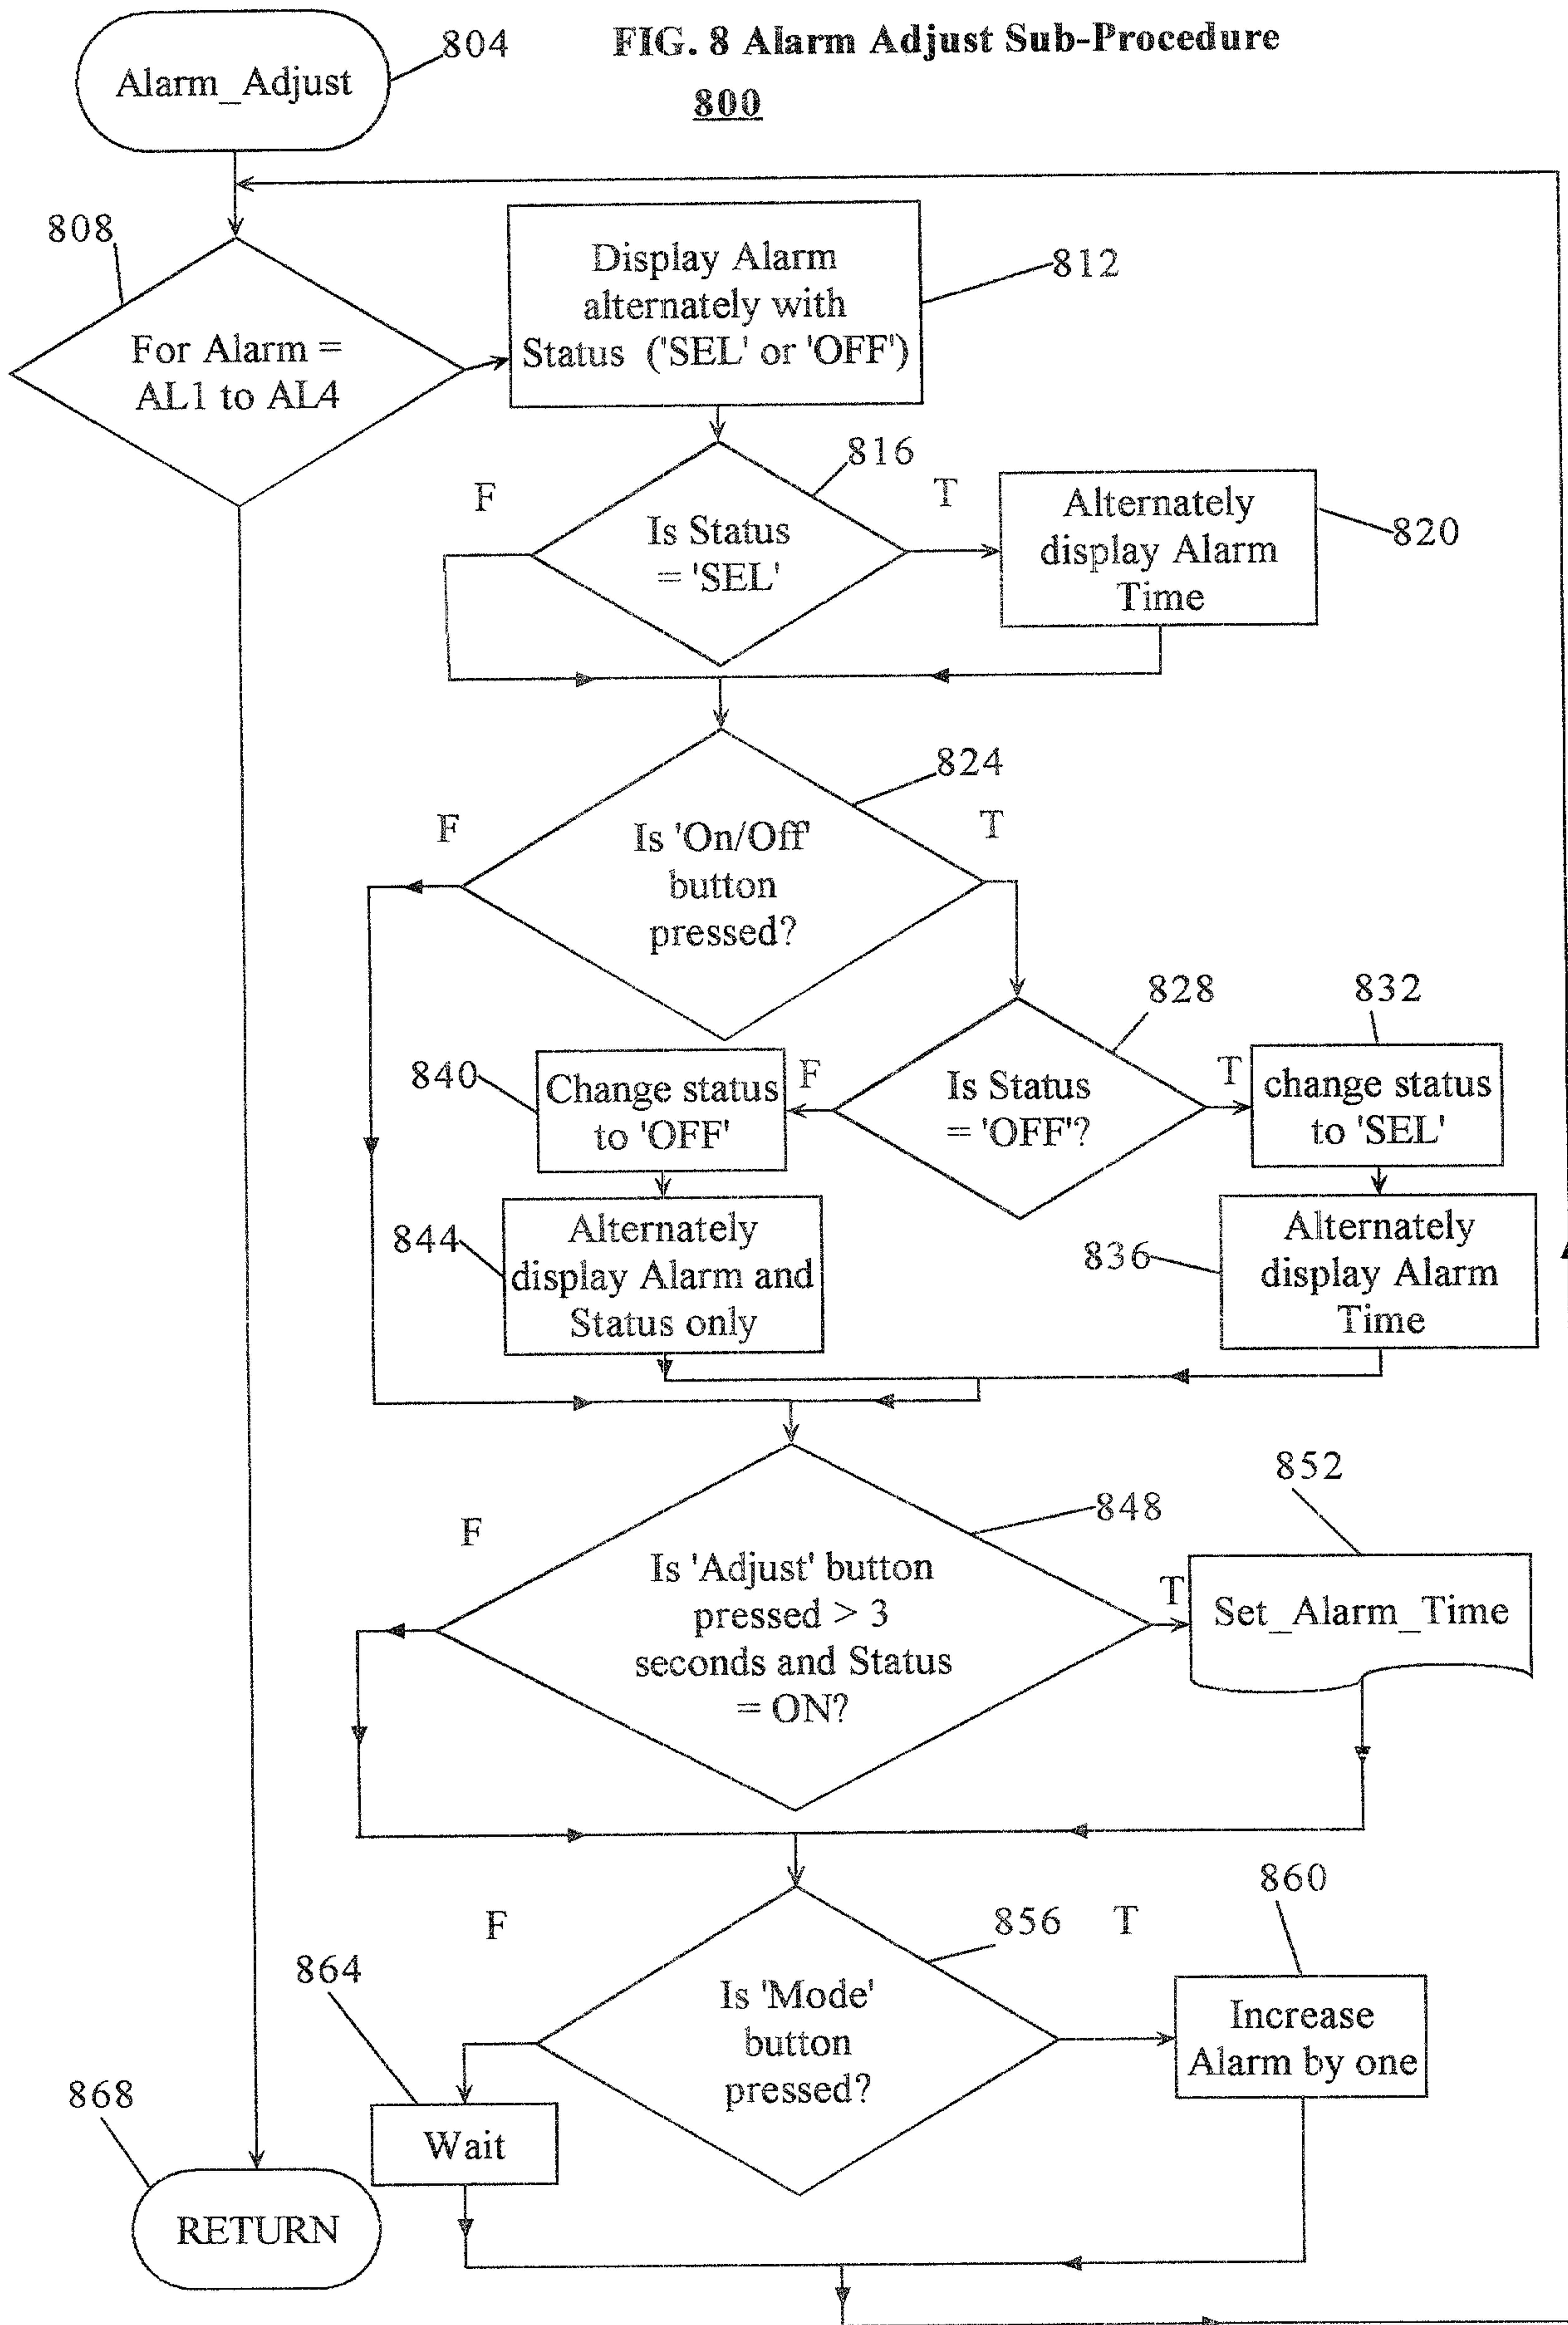 804
FIG. 8 Alarm Adjust Sub-Procedure
Alarm_Adjust
800
808
Display Alarm
alternately with
Status ('SEL' or 'OFF')
812
For Alarm =
AL1 to AL4
816
F
T
Is Status
= 'SEL'
Alternately
display Alarm
Time
820
824
F
T
Is 'On/Off'
button
pressed?
828
832
840
Change status
to 'OFF'
F
Is Status
= 'OFF'?
T
change status
to 'SEL'
844
Alternately
display Alarm and
Status only
836
Alternately
display Alarm
Time
852
848
F
Is 'Adjust' button
pressed > 3
seconds and Status
= ON?
T
Set_Alarm_Time
860
856
F
T
864
Is 'Mode'
button
pressed?
Increase
Alarm by one
868
Wait
RETURN